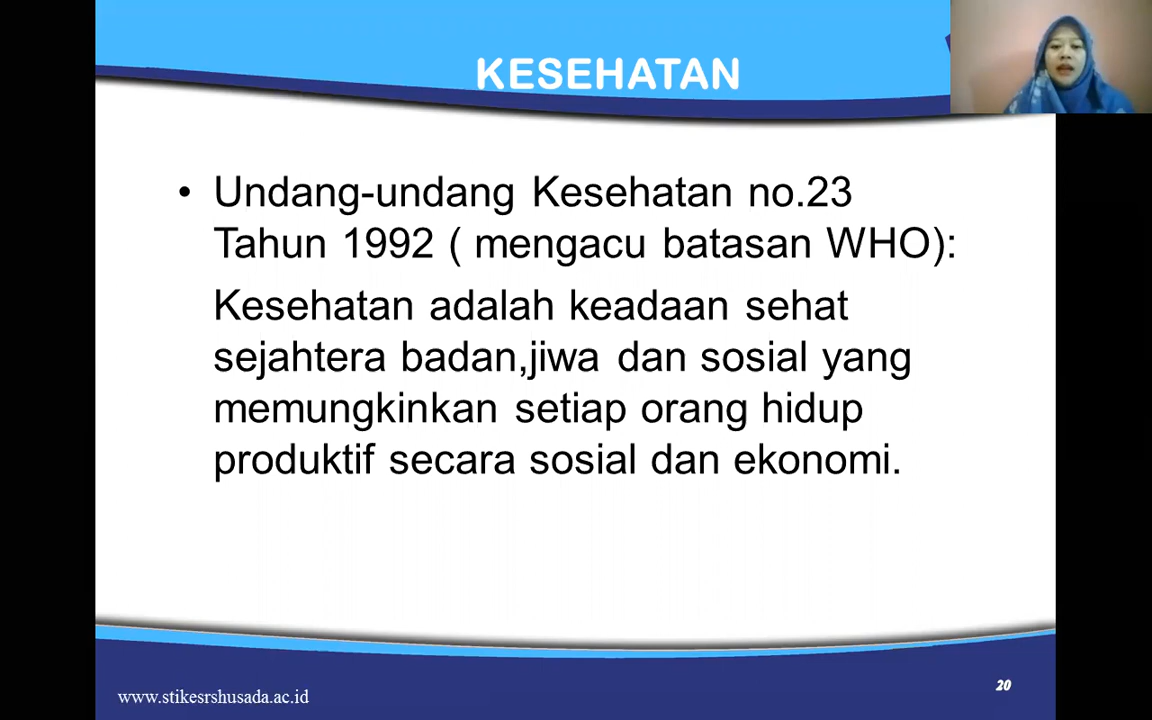 KESEHATAN
• Undang-undang Kesehatan no.23
Tahun 1992 ( mengacu batasan WHO):
Kesehatan adalah keadaan sehat
sejahtera badan,jiwa dan sosial yang
memungkinkan setiap orang hidup
produktif secara sosial dan ekonomi.
www.stikesrshusada.ac.id
20